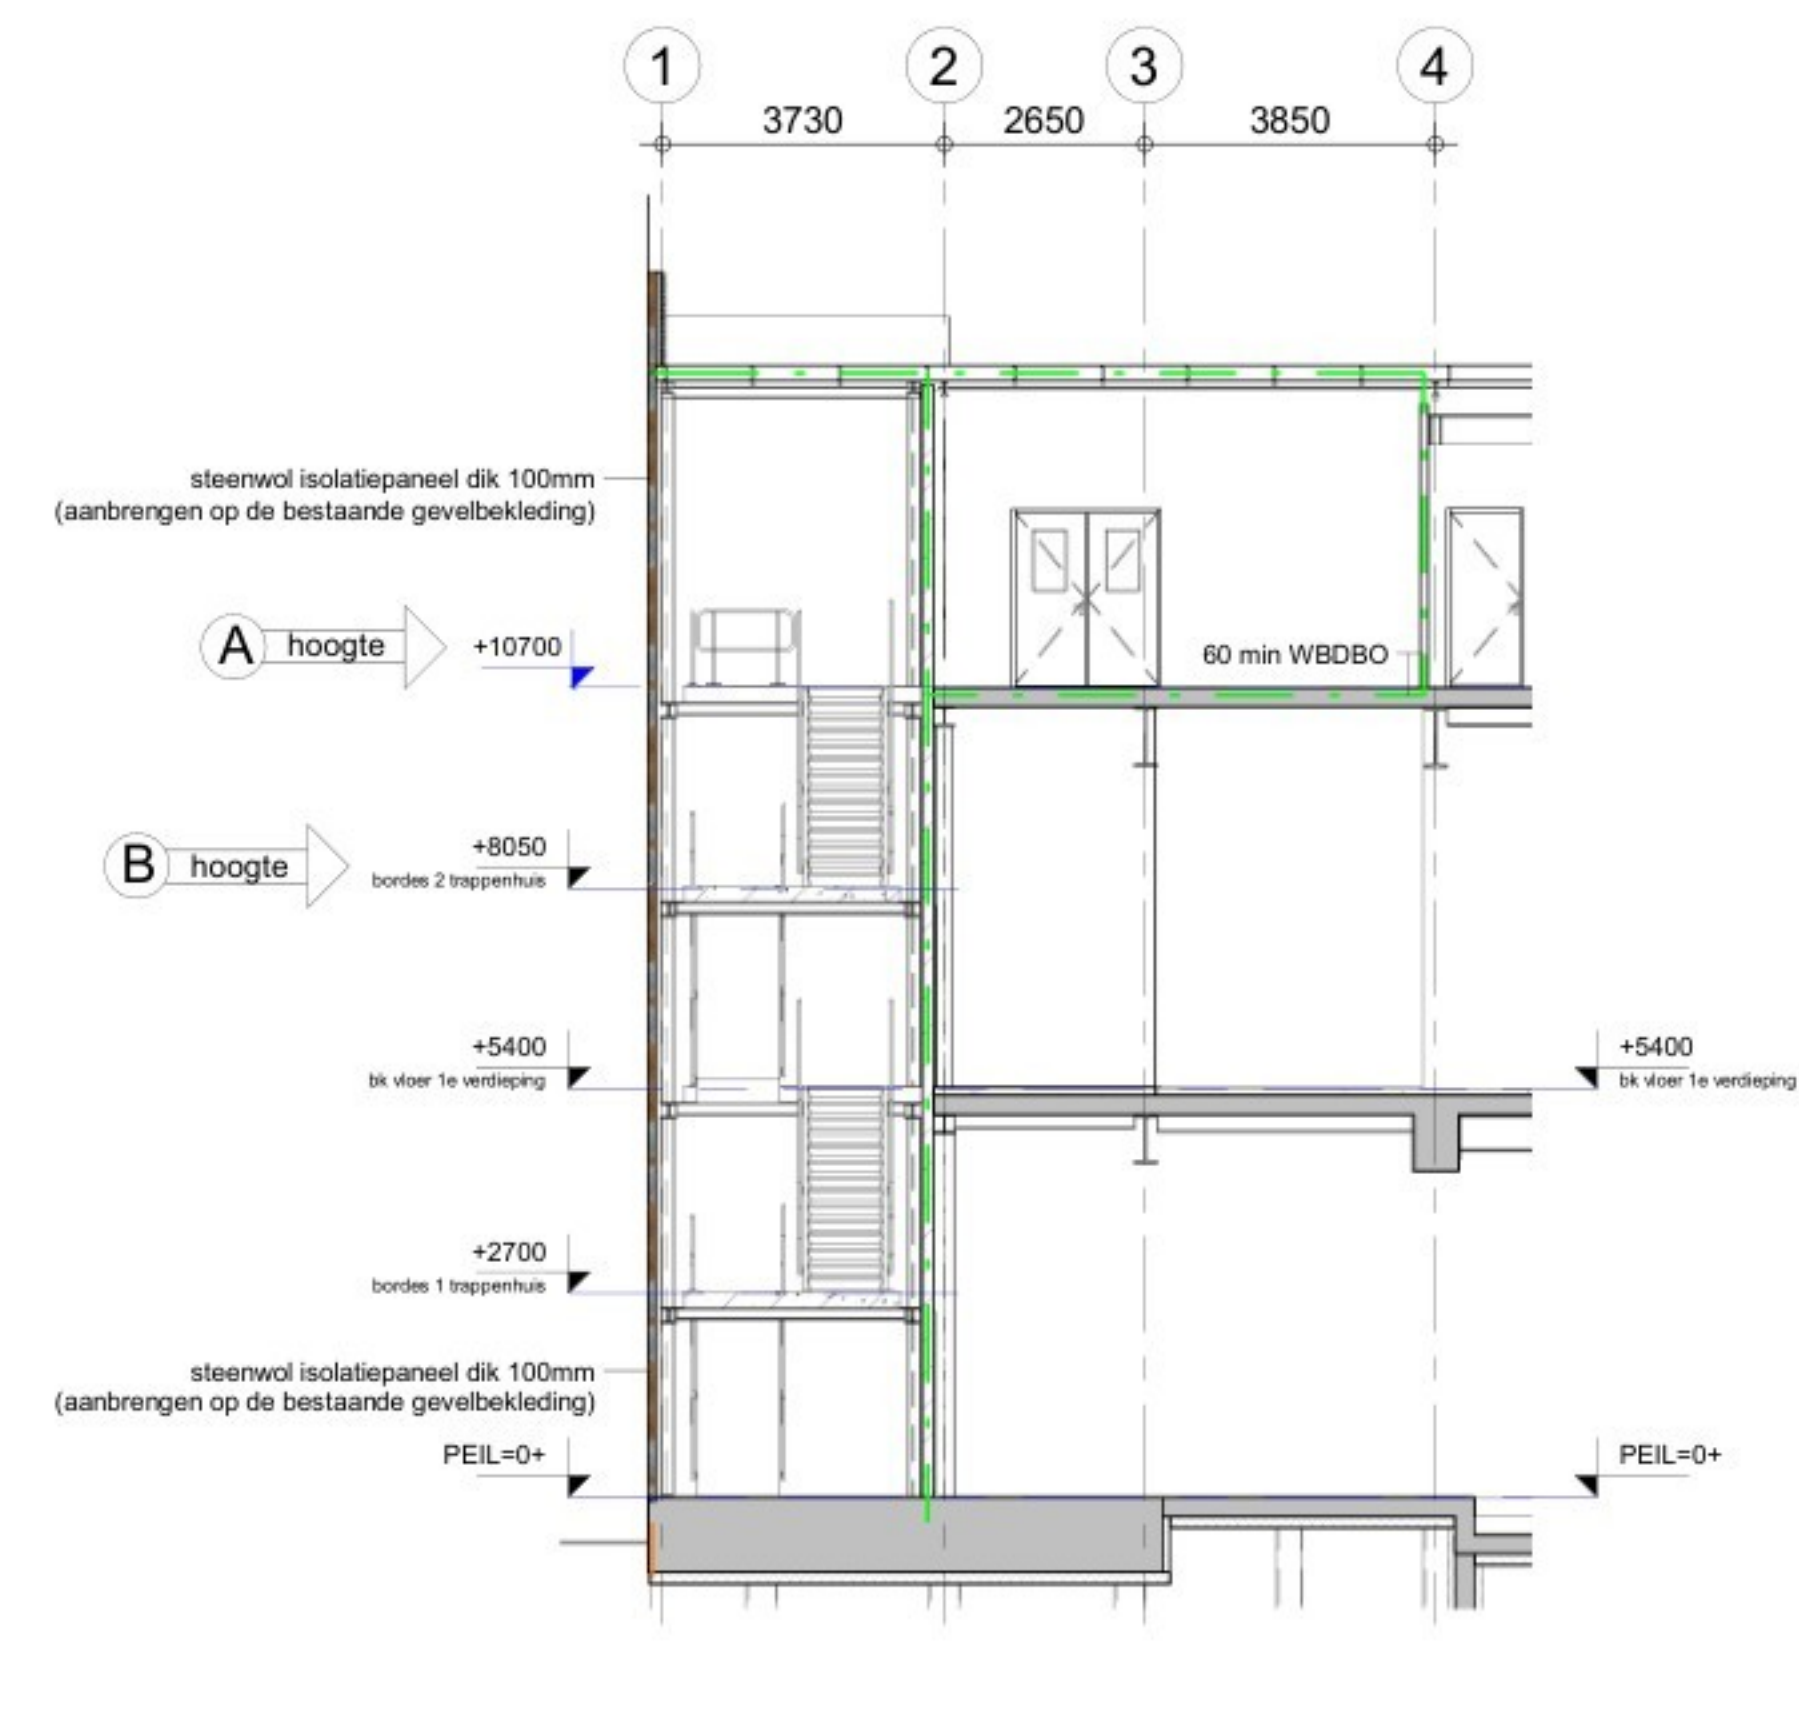 1 2 3 4
3730 2650 3850
steenwol isolatiepaneel dik 100mm
(aanbrengen op de bestaande gevelbekleding)
A hoogte
+10700
60 min WBDBO
B hoogte
+8050
bordes 2 trappenhuis
+5400
bk vloer 1e verdieping
+5400
bk vloer 1e verdieping
+2700
bordes 1 trappenhuis
steenwol isolatiepaneel dik 100mm
(aanbrengen op de bestaande gevelbekleding)
PEIL=0+
PEIL=0+